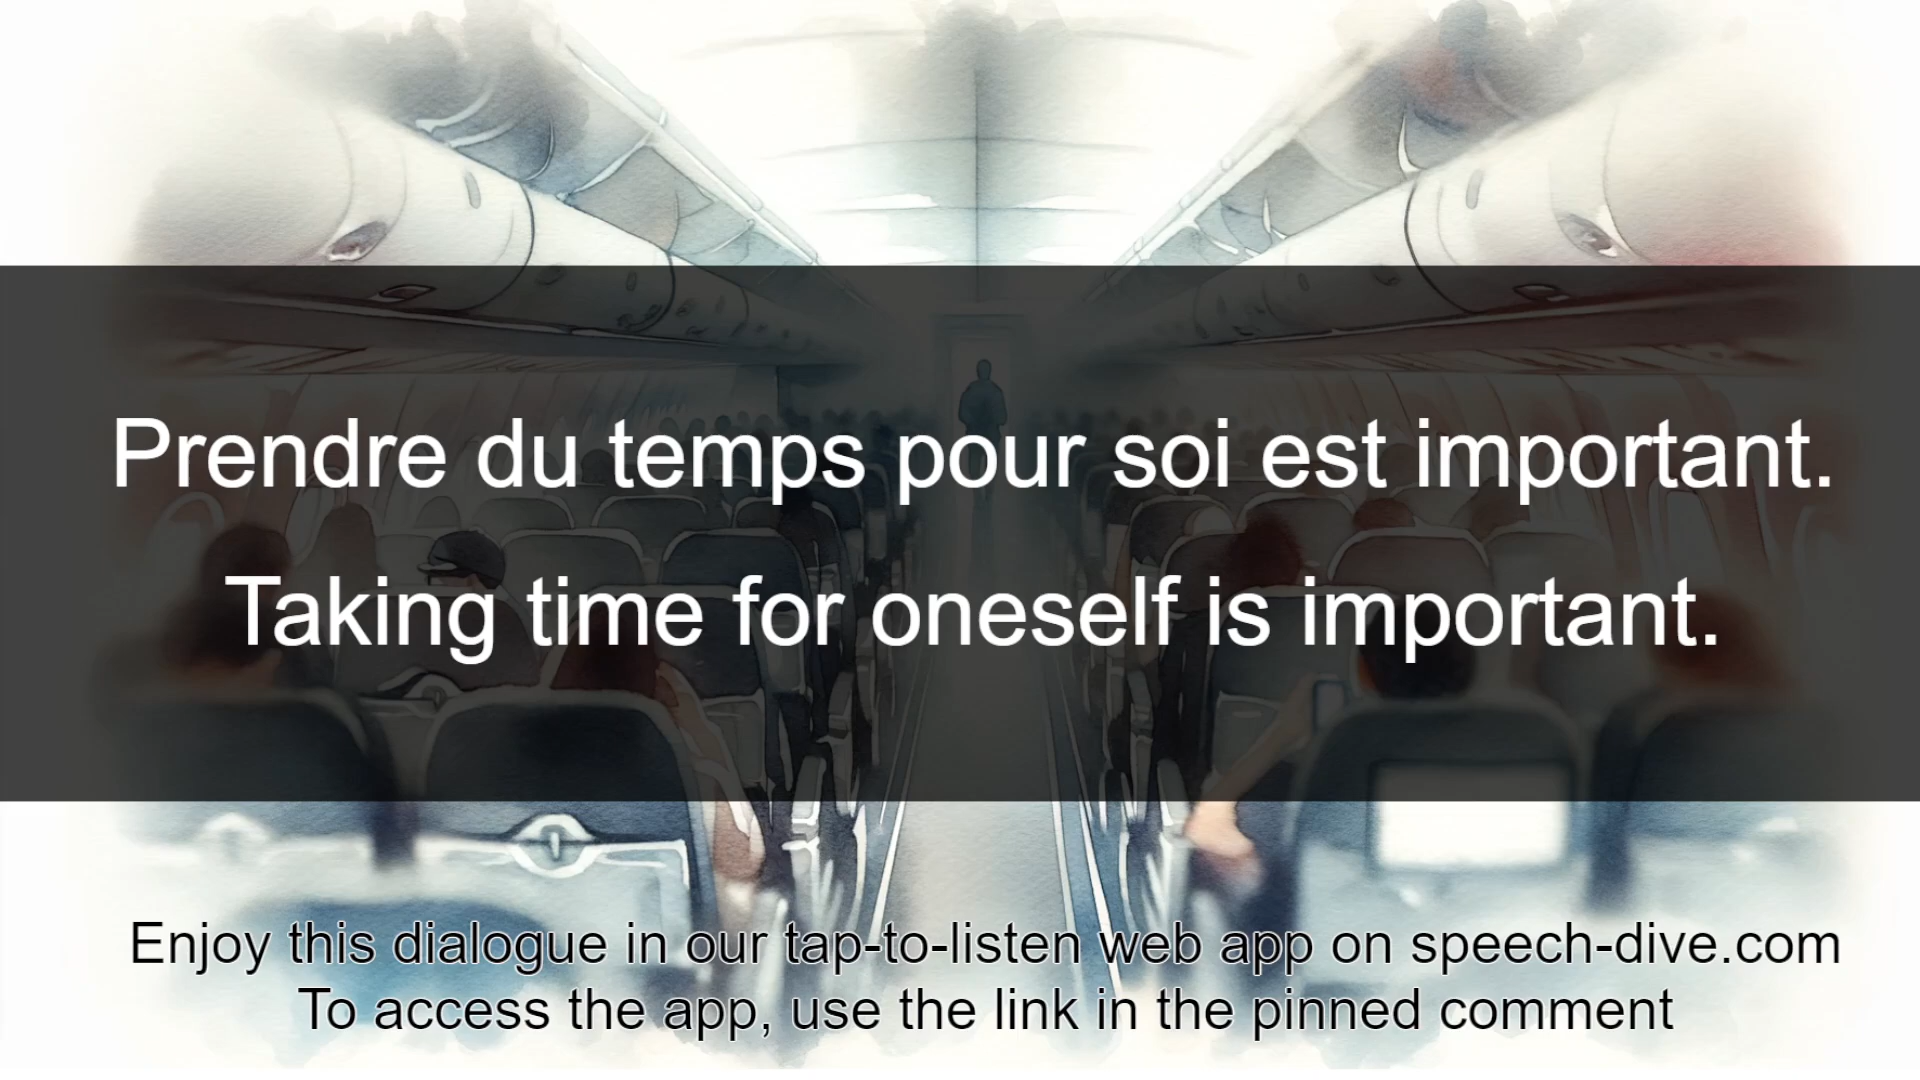 Prendre du temps pour soi est important.
Taking time for oneself is important.
Enjoy this dialogue in our tap-to-listen web app on speech-dive.com
To access the app, use the link in the pinned comment